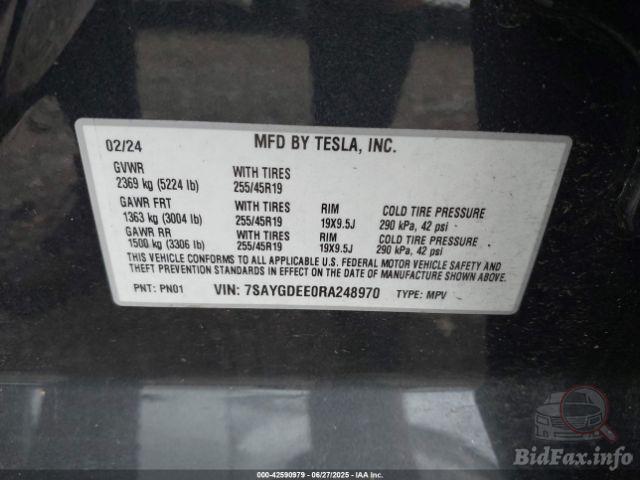 02/24 MFD BY TESLA, INC.
GVWR
2369 kg (5224 lb) WITH TIRES 255/45R19
GAWR FRT
1363 kg (3004 lb) WITH TIRES 255/45R19 RIM 19X9.5J COLD TIRE PRESSURE 290 kPa, 42 psi
GAWR RR
1500 kg (3306 lb) WITH TIRES 255/45R19 RIM 19X9.5J COLD TIRE PRESSURE 290 kPa, 42 psi
THIS VEHICLE CONFORMS TO ALL APPLICABLE U.S. FEDERAL MOTOR VEHICLE SAFETY AND
THEFT PREVENTION STANDARDS IN EFFECT ON THE DATE OF MANUFACTURE SHOWN ABOVE.
PNT: PN01 VIN: 7SAYGDEE0RA248970 TYPE: MPV
BidFax.info
000-42590979 | 06/27/2025 - IAA Inc.